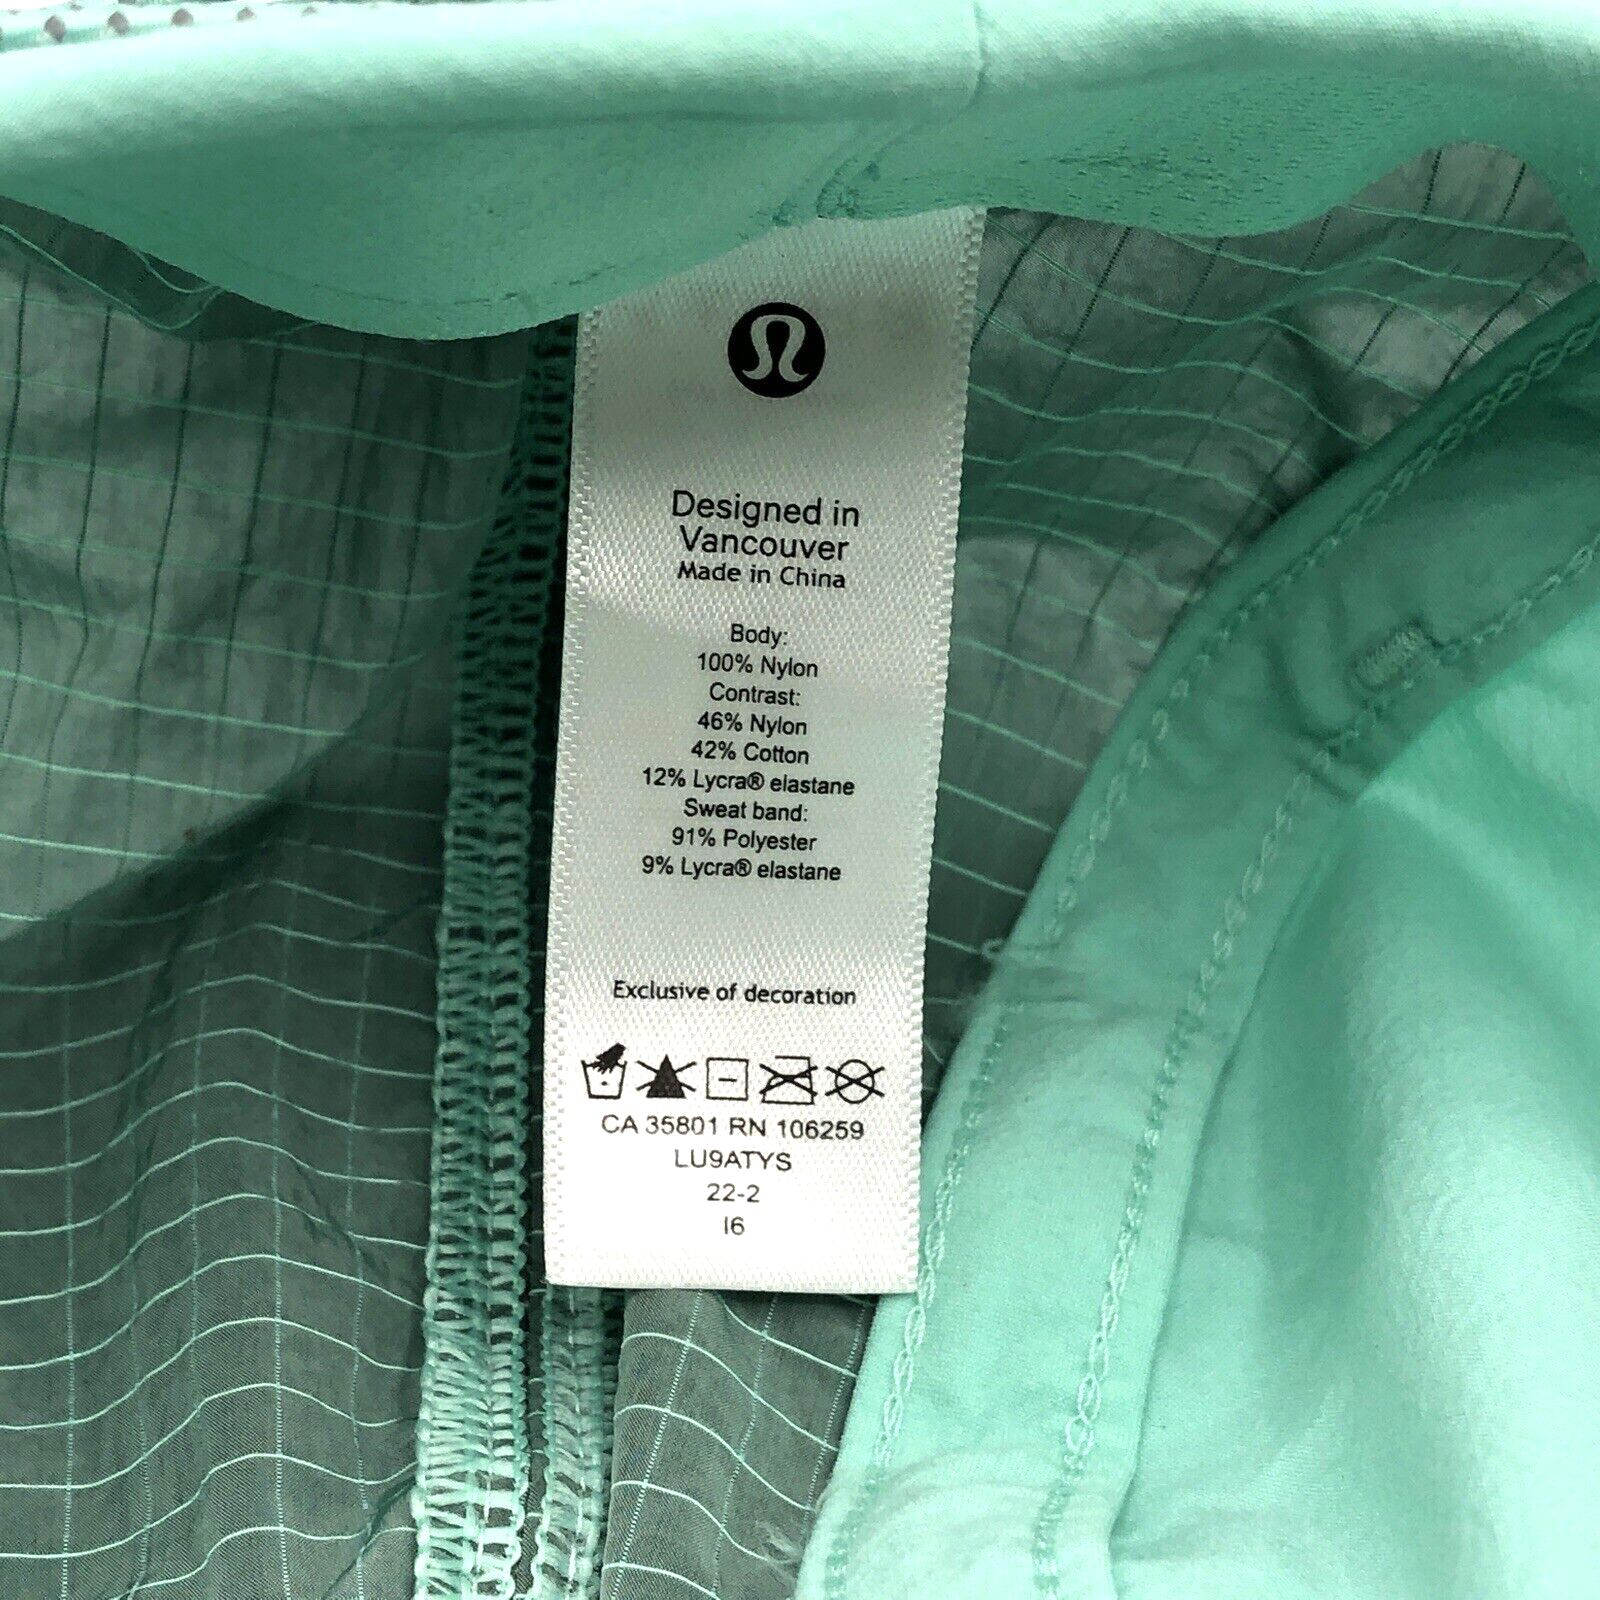 Designed in
Vancouver
Made in China
Body:
100% Nylon
Contrast:
46% Nylon
42% Cotton
12% Lycra® elastane
Sweat band:
91% Polyester
9% Lycra® elastane
Exclusive of decoration
CA 35801 RN 106259
LU9ATYS
22-2
I6